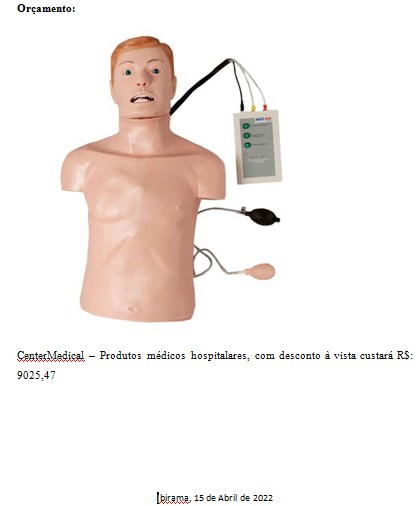 Orçamento:
CenterMedical – Produtos médicos hospitalares, com desconto à vista custará R$:
9025,47
Ibirama, 15 de Abril de 2022